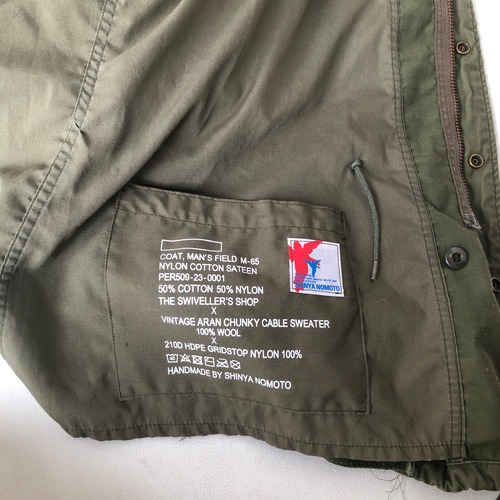 COAT, MAN'S FIELD M-65
NYLON COTTON SATEEN
PER509-23-0001
50% COTTON 50% NYLON
THE SWIVELLER'S SHOP
X
VINTAGE ARAN CHUNKY CABLE SWEATER
100% WOOL
X
210D HDPE GRIDSTOP NYLON 100%
HANDMADE BY SHINYA NOMOTO
SHINYA NOMOTO